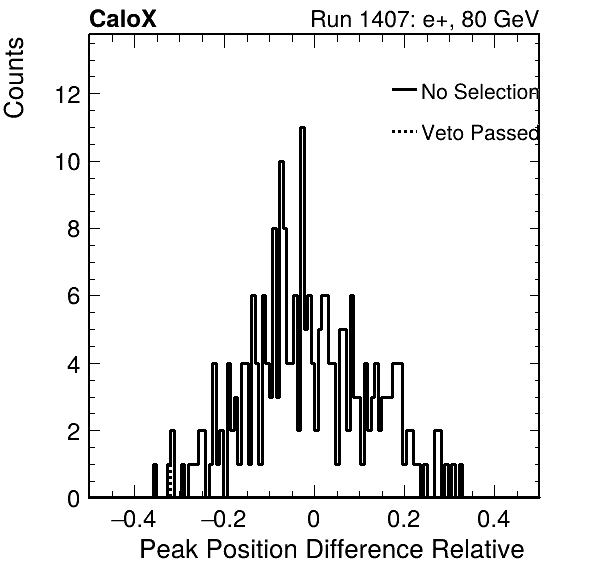 CaloX Run 1407: e+, 80 GeV
Counts
No Selection
Veto Passed
12
10
8
6
4
2
0
−0.4 −0.2 0 0.2 0.4
Peak Position Difference Relative